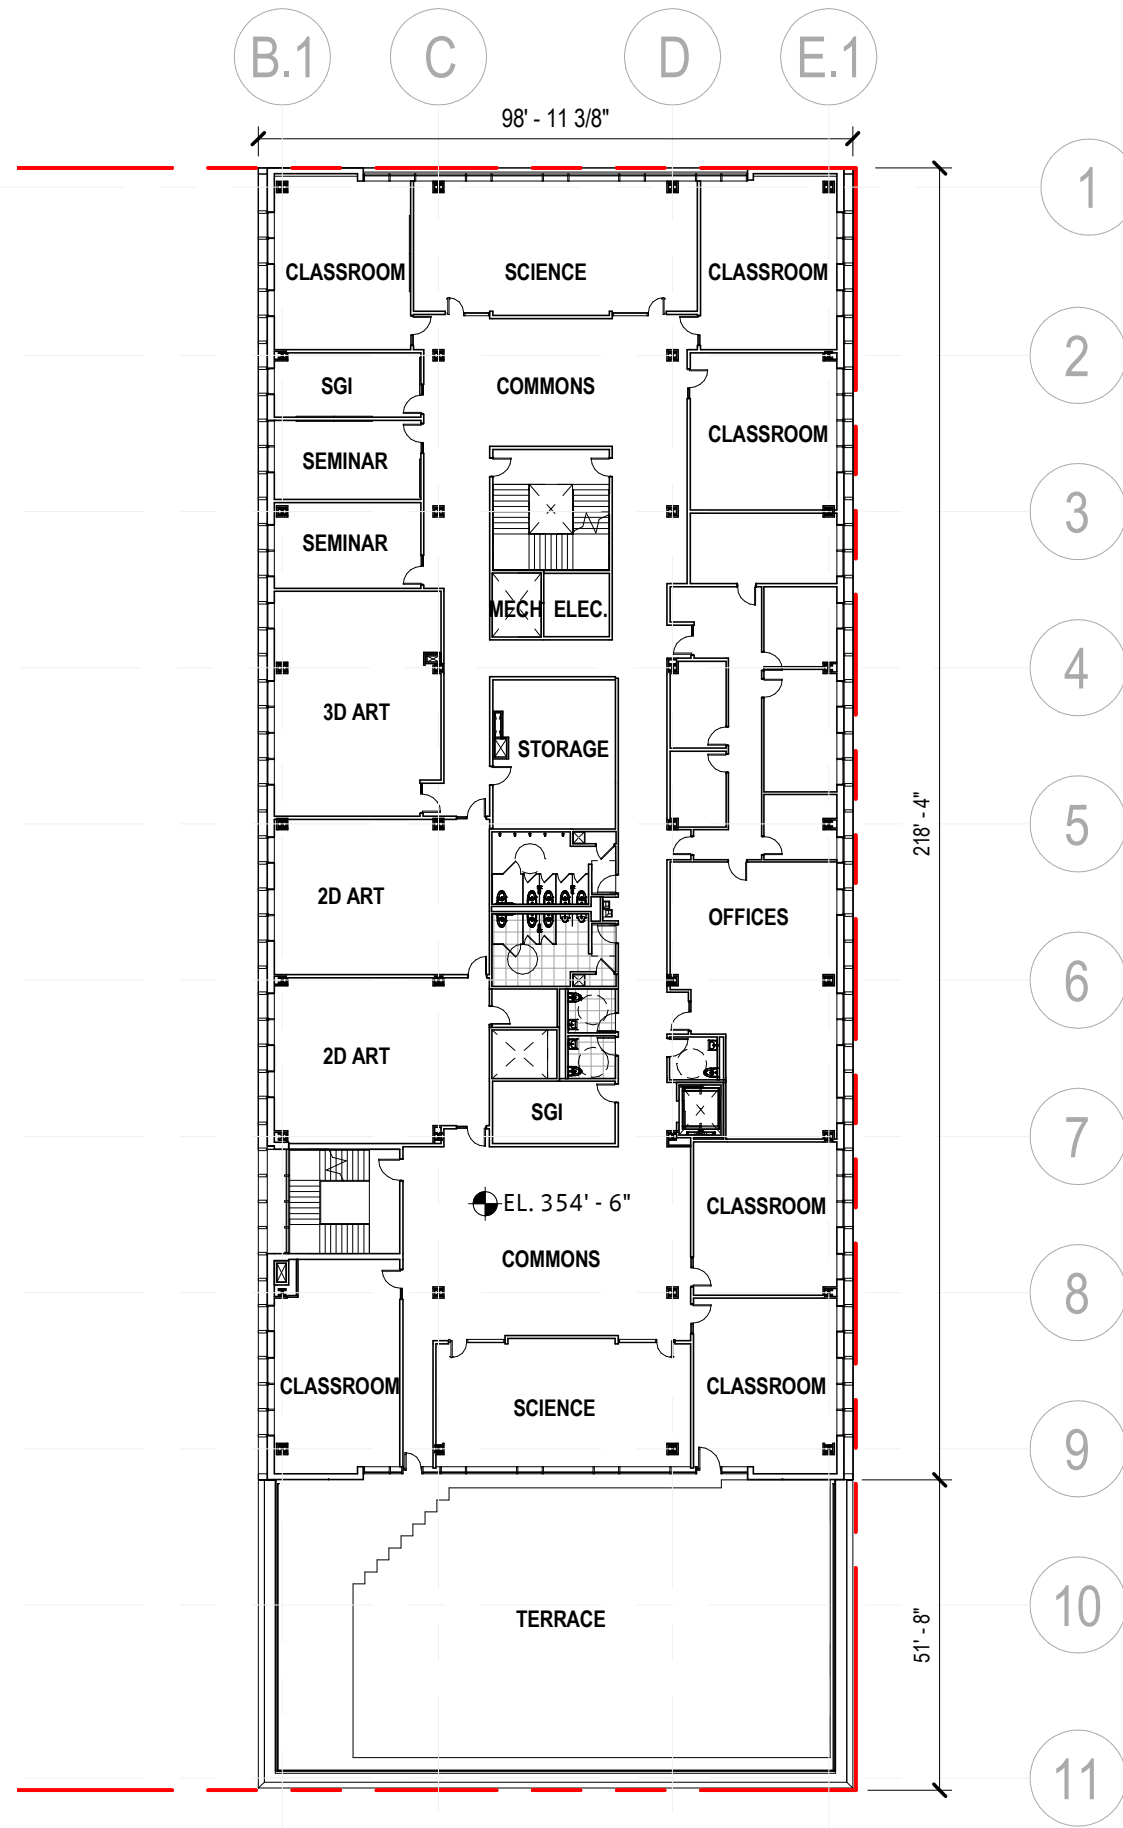 B.1
C
D
E.1
98' - 11 3/8"
1
CLASSROOM
SCIENCE
CLASSROOM
2
SGI
COMMONS
CLASSROOM
SEMINAR
3
SEMINAR
MECH
ELEC.
4
3D ART
STORAGE
5
218' - 4"
2D ART
OFFICES
6
2D ART
SGI
7
EL. 354' - 6"
CLASSROOM
COMMONS
8
CLASSROOM
SCIENCE
CLASSROOM
9
TERRACE
10
51' - 8"
11